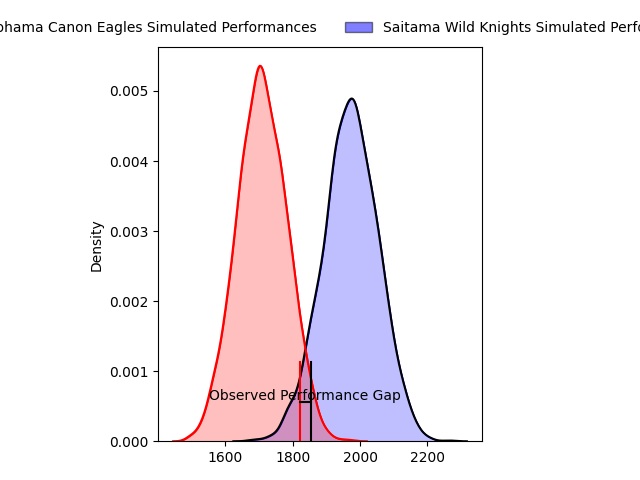 ohama Canon Eagles Simulated Performances
Saitama Wild Knights Simulated Perfo
Density
0.005
0.004
0.003
0.002
0.001
0.000
Observed Performance Gap
1600 1800 2000 2200